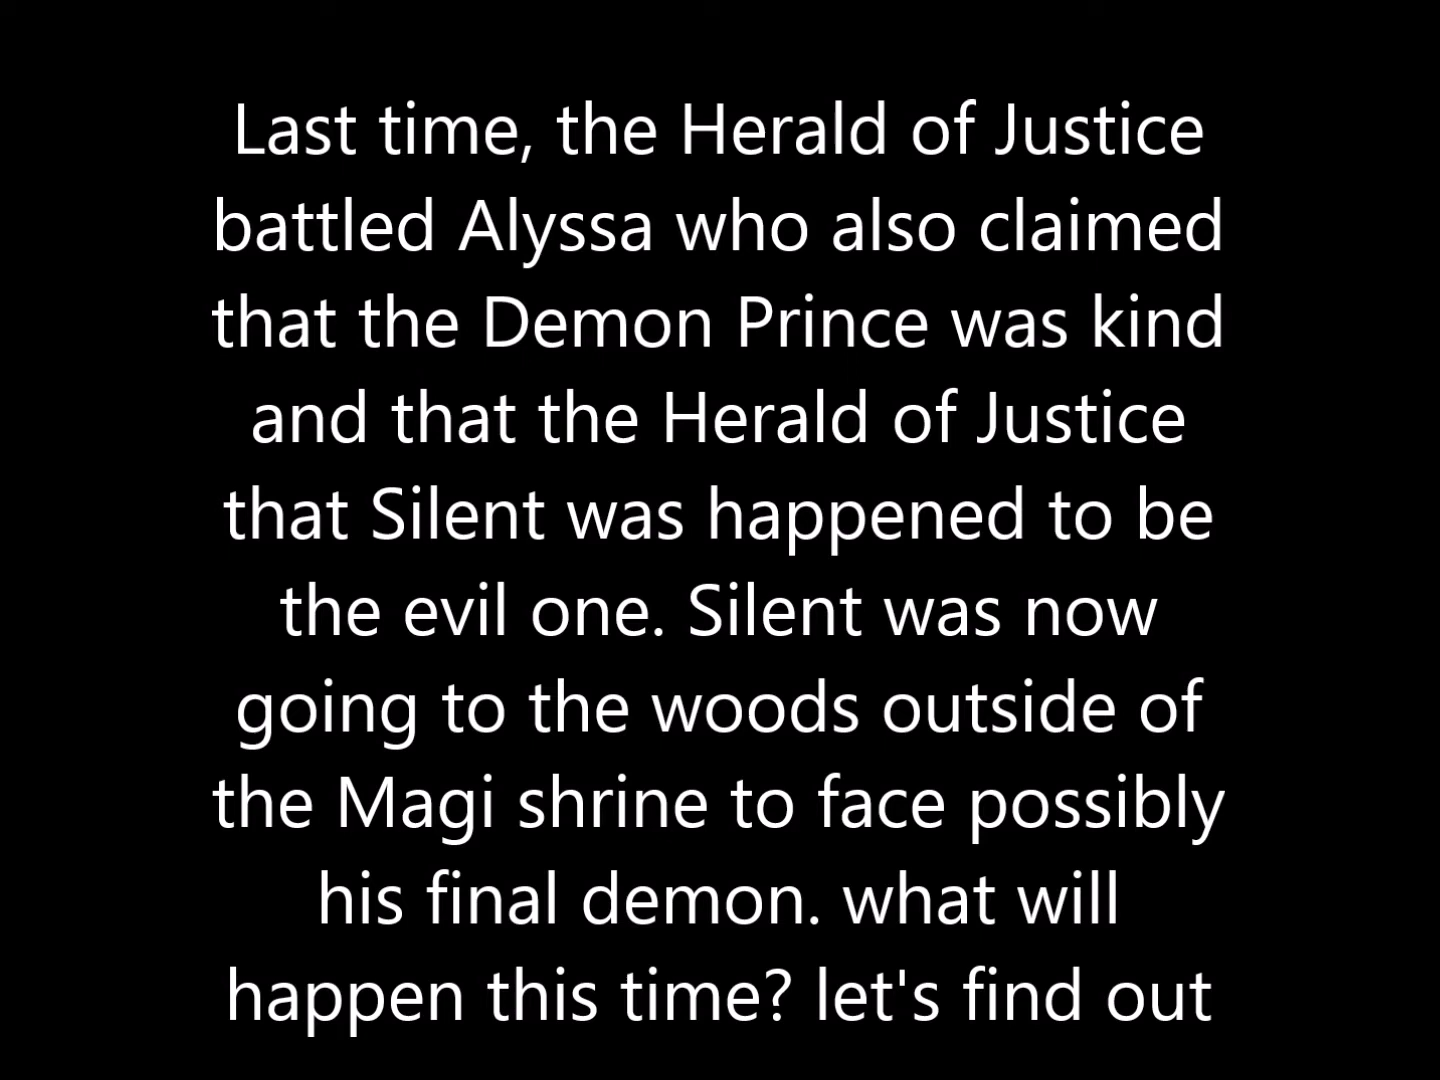 Last time, the Herald of Justice
battled Alyssa who also claimed
that the Demon Prince was kind
and that the Herald of Justice
that Silent was happened to be
the evil one. Silent was now
going to the woods outside of
the Magi shrine to face possibly
his final demon. what will
happen this time? let's find out